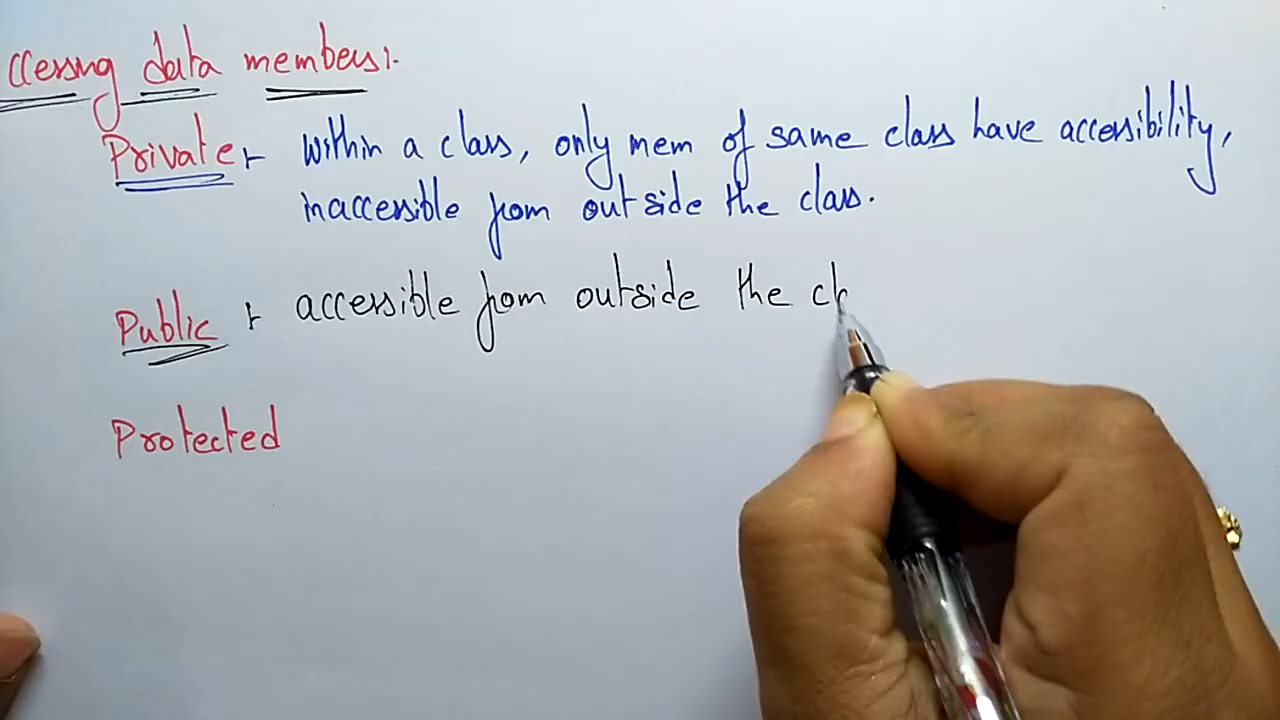 ccessing data members:-
Private :- within a class, only mem of same class have accessibility,
inaccessible from outside the class.
Public :- accessible from outside the cl
Protected